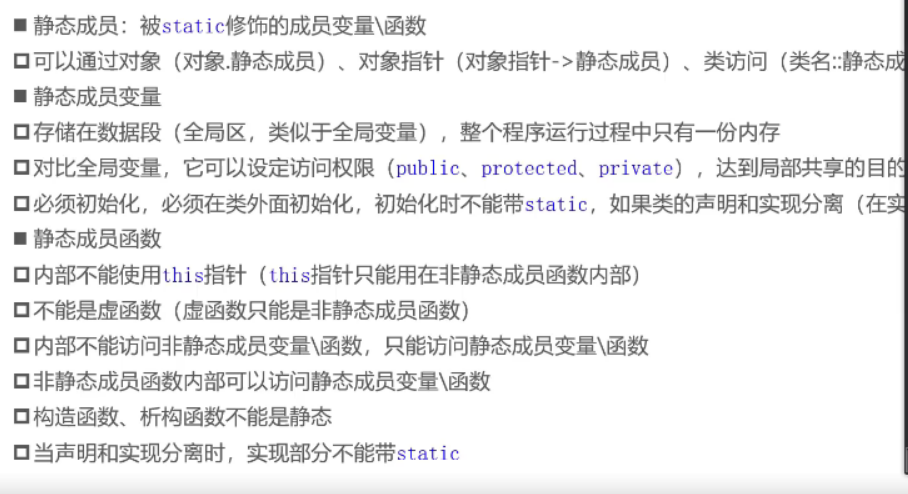 ■ 静态成员：被static修饰的成员变量\函数
□ 可以通过对象（对象.静态成员）、对象指针（对象指针->静态成员）、类访问（类名::静态成
■ 静态成员变量
□ 存储在数据段（全局区，类似于全局变量），整个程序运行过程中只有一份内存
□ 对比全局变量，它可以设定访问权限（public、protected、private），达到局部共享的目的
□ 必须初始化，必须在类外面初始化，初始化时不能带static，如果类的声明和实现分离（在实
■ 静态成员函数
□ 内部不能使用this指针（this指针只能用在非静态成员函数内部）
□ 不能是虚函数（虚函数只能是非静态成员函数）
□ 内部不能访问非静态成员变量\函数，只能访问静态成员变量\函数
□ 非静态成员函数内部可以访问静态成员变量\函数
□ 构造函数、析构函数不能是静态
□ 当声明和实现分离时，实现部分不能带static